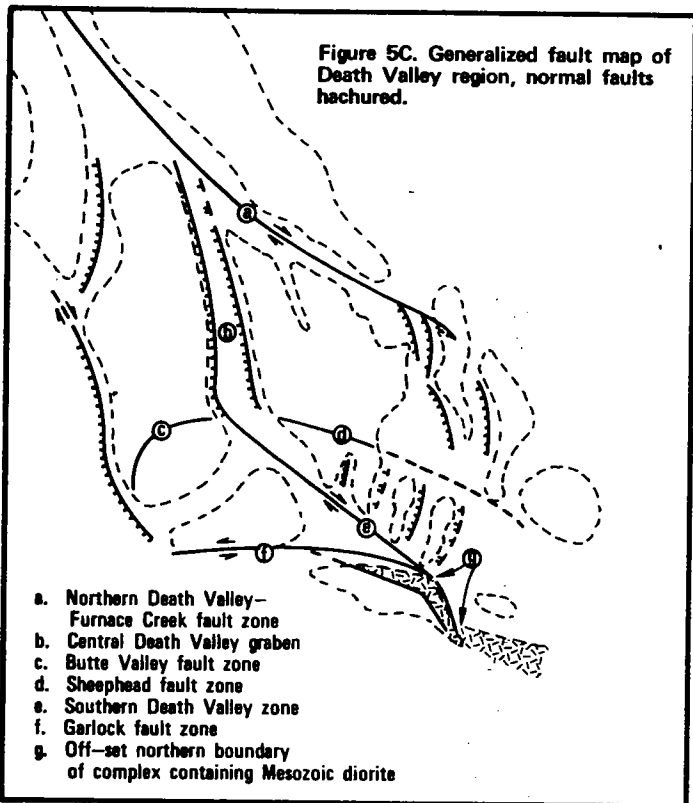 Figure 5C. Generalized fault map of
Death Valley region, normal faults
hachured.
a
b
c
d
e
f
g
a. Northern Death Valley—
Furnace Creek fault zone
b. Central Death Valley graben
c. Butte Valley fault zone
d. Sheephead fault zone
e. Southern Death Valley zone
f. Garlock fault zone
g. Off—set northern boundary
of complex containing Mesozoic diorite